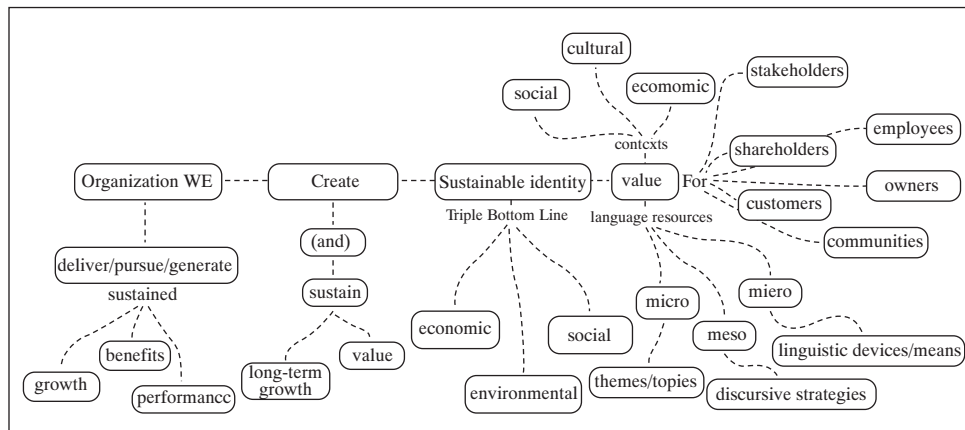 cultural
stakeholders
social
ecomomic
contcxts
employees
shareholders
Organization WE
Create
Sustainable identity
value
For
owners
customers
Triple Bottom Line
language resources
communities
(and)
deliver/pursue/generate
sustained
sustain
micro
miero
economic
social
meso
benefits
value
linguistic devices/means
growth
long-term
growth
themes/topies
environmental
discursive strategies
performancc